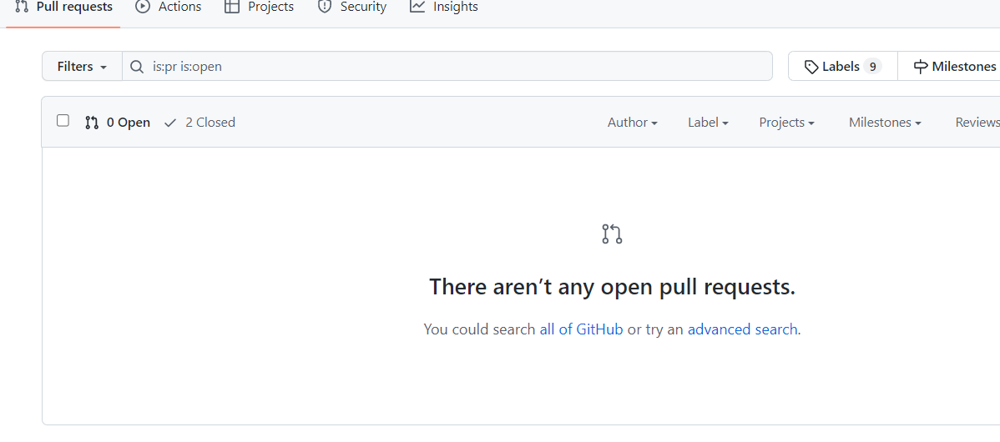 Pull requests Actions Projects Security Insights
Filters is:pr is:open Labels 9 Milestones
0 Open 2 Closed Author Label Projects Milestones Reviews
There aren’t any open pull requests.
You could search all of GitHub or try an advanced search.